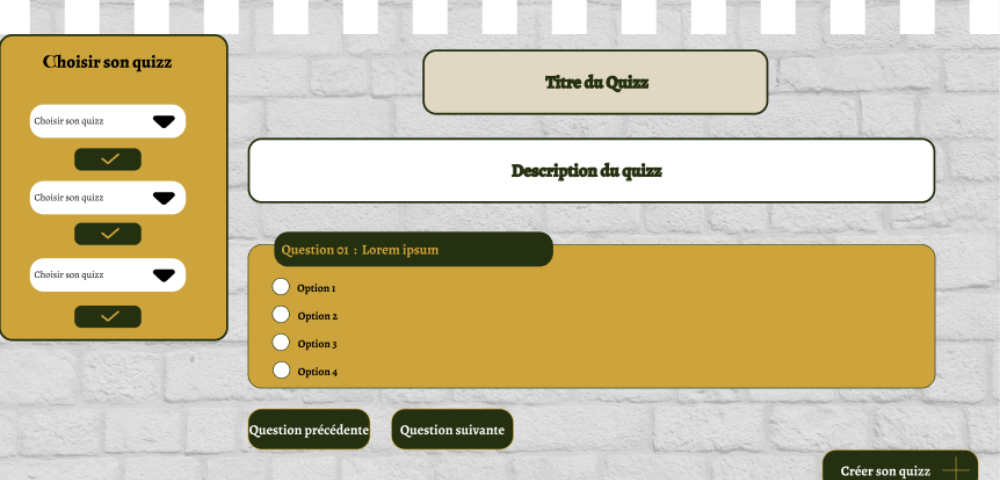 Choisir son quizz
Choisir son quizz
Choisir son quizz
Choisir son quizz
Titre du Quizz
Description du quizz
Question 01 : Lorem ipsum
Option 1
Option 2
Option 3
Option 4
Question précédente
Question suivante
Créer son quizz